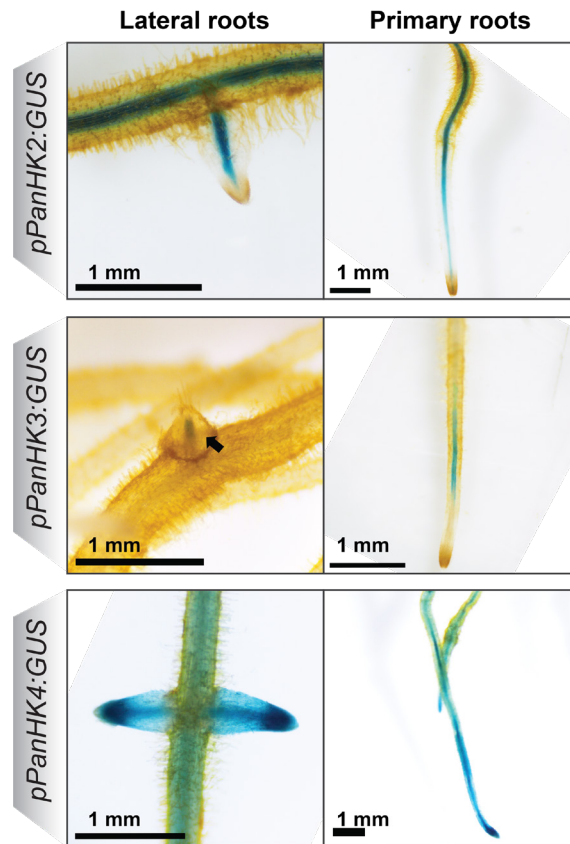 Lateral roots
Primary roots
pPanHK2:GUS
1 mm
1 mm
pPanHK3:GUS
1 mm
1 mm
pPanHK4:GUS
1 mm
1 mm